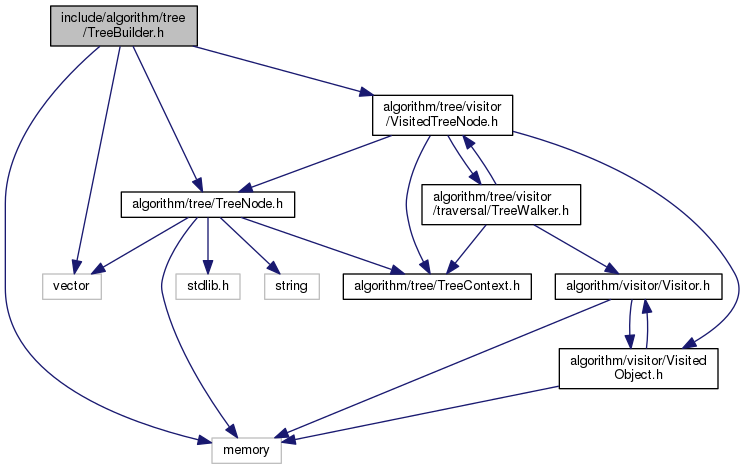 include/algorithm/tree
/TreeBuilder.h
algorithm/tree/visitor
/VisitedTreeNode.h
algorithm/tree/TreeNode.h
algorithm/tree/visitor
/traversal/TreeWalker.h
vector
stdlib.h
string
algorithm/tree/TreeContext.h
algorithm/visitor/Visitor.h
algorithm/visitor/Visited
Object.h
memory